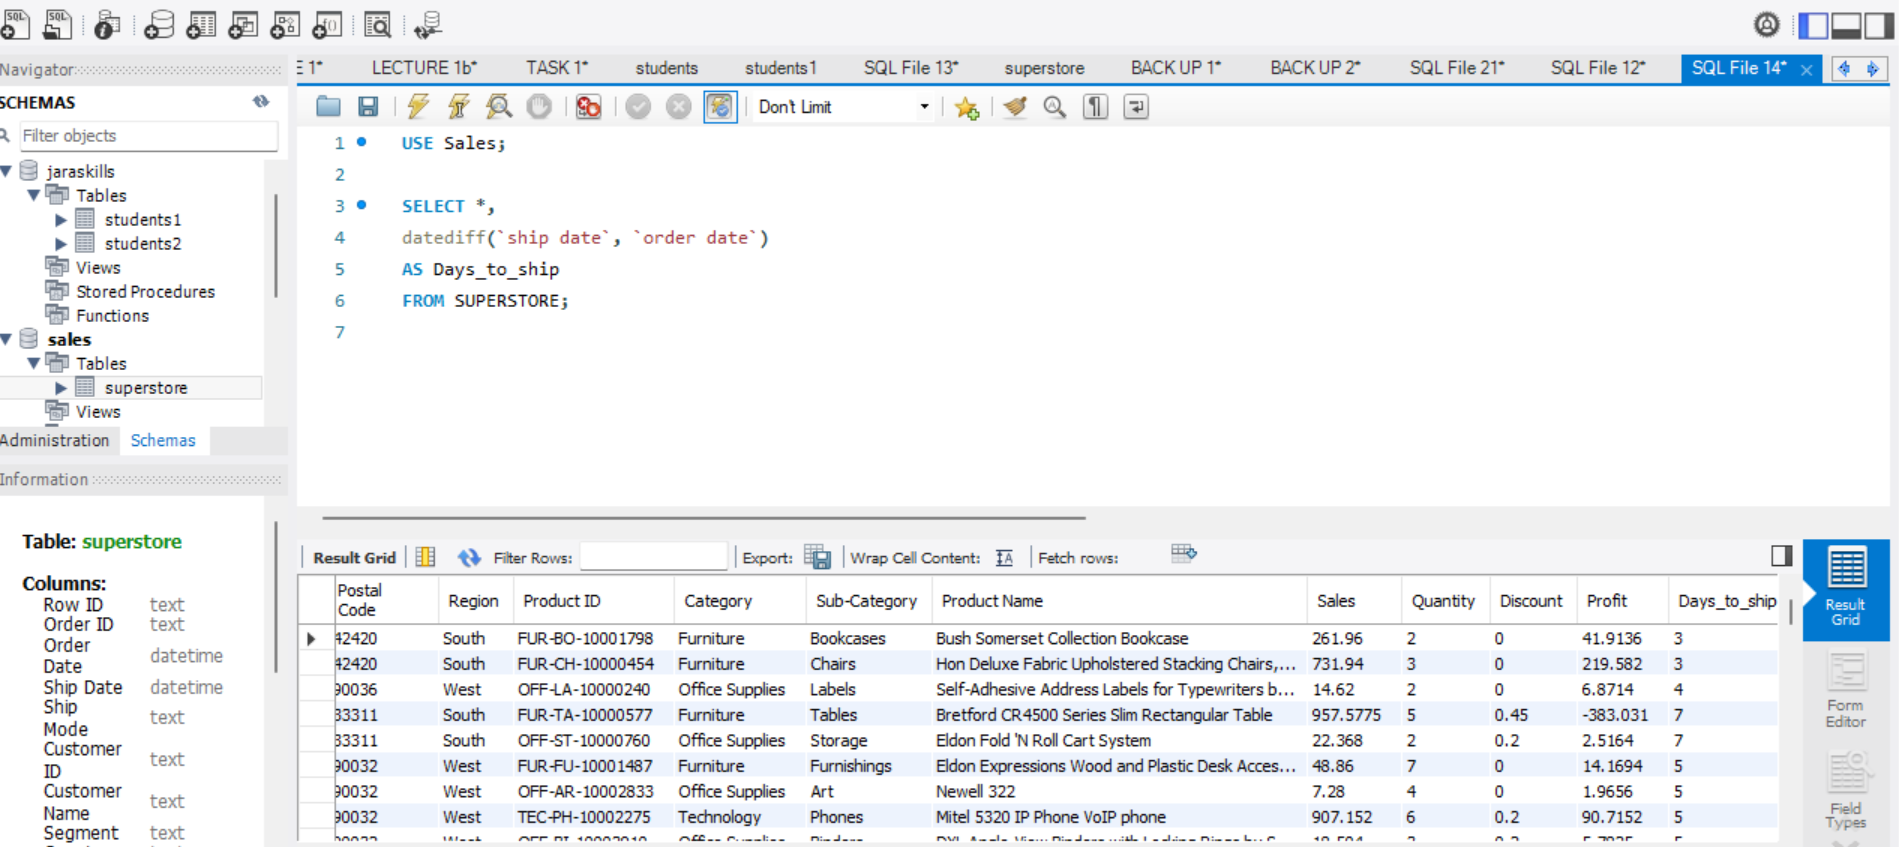 SQL SQL
Navigator
SCHEMAS
Filter objects
jaraskills
Tables
students1
students2
Views
Stored Procedures
Functions
sales
Tables
superstore
Views
Administration Schemas
Information
Table: superstore
Columns:
Row ID text
Order ID text
Order Date datetime
Ship Date datetime
Ship Mode text
Customer ID text
Customer Name text
Segment text
E 1* LECTURE 1b* TASK 1* students students1 SQL File 13* superstore BACK UP 1* BACK UP 2* SQL File 21* SQL File 12* SQL File 14*
Don't Limit
1 USE Sales;
2
3 SELECT *,
4 datediff(`ship date`, `order date`)
5 AS Days_to_ship
6 FROM SUPERSTORE;
7
Result Grid Filter Rows: Export: Wrap Cell Content: Fetch rows:
Postal Code Region Product ID Category Sub-Category Product Name Sales Quantity Discount Profit Days_to_ship
42420 South FUR-BO-10001798 Furniture Bookcases Bush Somerset Collection Bookcase 261.96 2 0 41.9136 3
42420 South FUR-CH-10000454 Furniture Chairs Hon Deluxe Fabric Upholstered Stacking Chairs,... 731.94 3 0 219.582 3
90036 West OFF-LA-10000240 Office Supplies Labels Self-Adhesive Address Labels for Typewriters b... 14.62 2 0 6.8714 4
33311 South FUR-TA-10000577 Furniture Tables Bretford CR4500 Series Slim Rectangular Table 957.5775 5 0.45 -383.031 7
33311 South OFF-ST-10000760 Office Supplies Storage Eldon Fold 'N Roll Cart System 22.368 2 0.2 2.5164 7
90032 West FUR-FU-10001487 Furniture Furnishings Eldon Expressions Wood and Plastic Desk Acces... 48.86 7 0 14.1694 5
90032 West OFF-AR-10002833 Office Supplies Art Newell 322 7.28 4 0 1.9656 5
90032 West TEC-PH-10002275 Technology Phones Mitel 5320 IP Phone VoIP phone 907.152 6 0.2 90.7152 5
Result Grid
Form Editor
Field Types